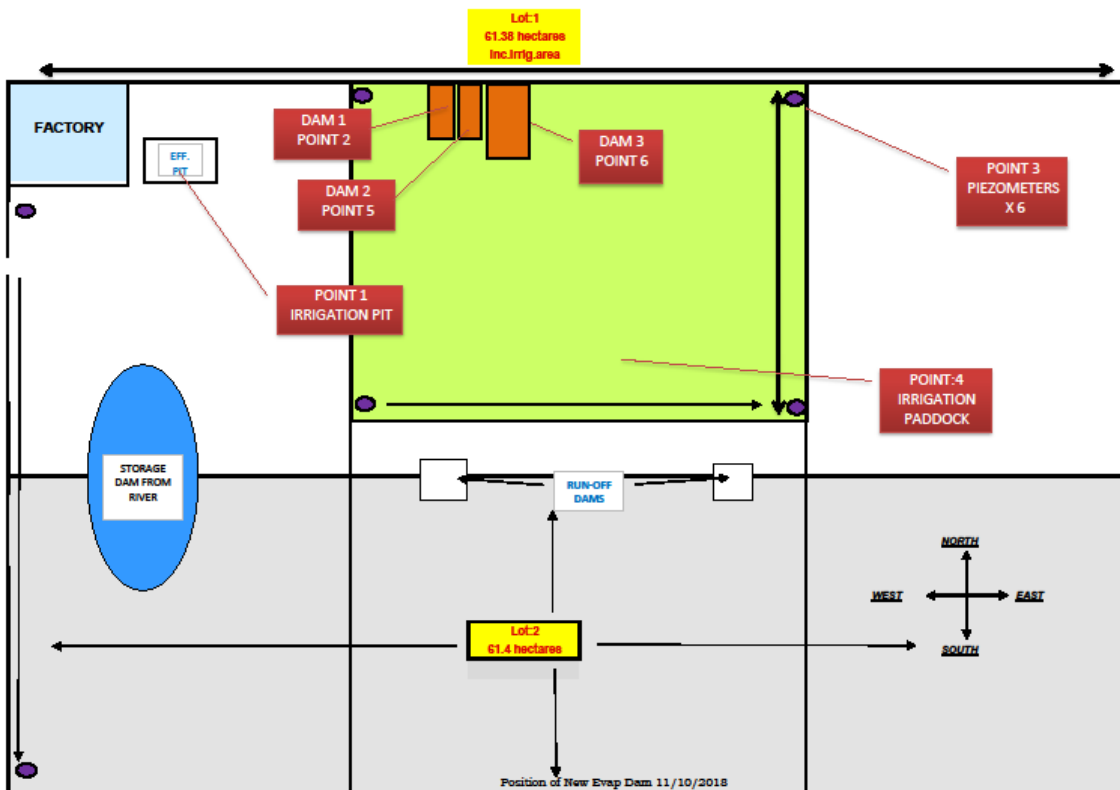 Lot:1
61.38 hectares
inc.irrig.area
FACTORY
EFF.
PIT
DAM 1
POINT 2
DAM 2
POINT 5
DAM 3
POINT 6
POINT 3
PIEZOMETERS
X 6
POINT 1
IRRIGATION PIT
POINT:4
IRRIGATION
PADDOCK
STORAGE
DAM FROM
RIVER
RUN-OFF
DAMS
NORTH
WEST
EAST
SOUTH
Lot:2
61.4 hectares
Position of New Evap Dam 11/10/2018